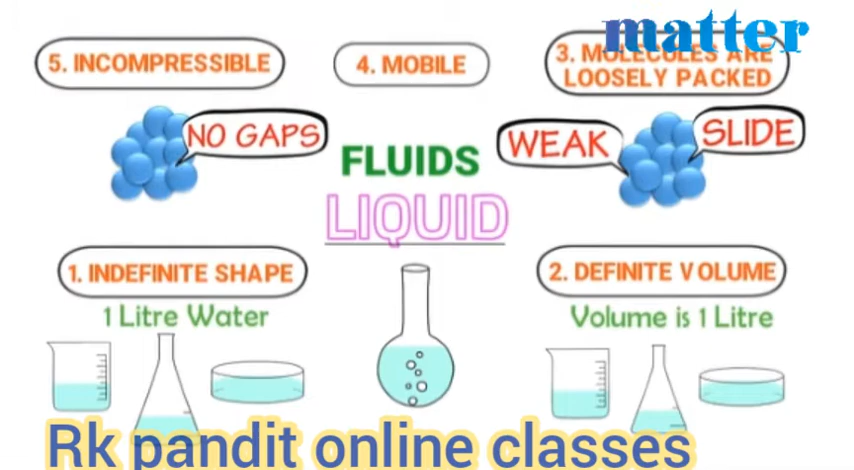 matter
5. INCOMPRESSIBLE
4. MOBILE
3. MOLECULES ARE
LOOSELY PACKED
NO GAPS
WEAK
SLIDE
FLUIDS
LIQUID
1. INDEFINITE SHAPE
2. DEFINITE VOLUME
1 Litre Water
Volume is 1 Litre
Rk pandit online classes